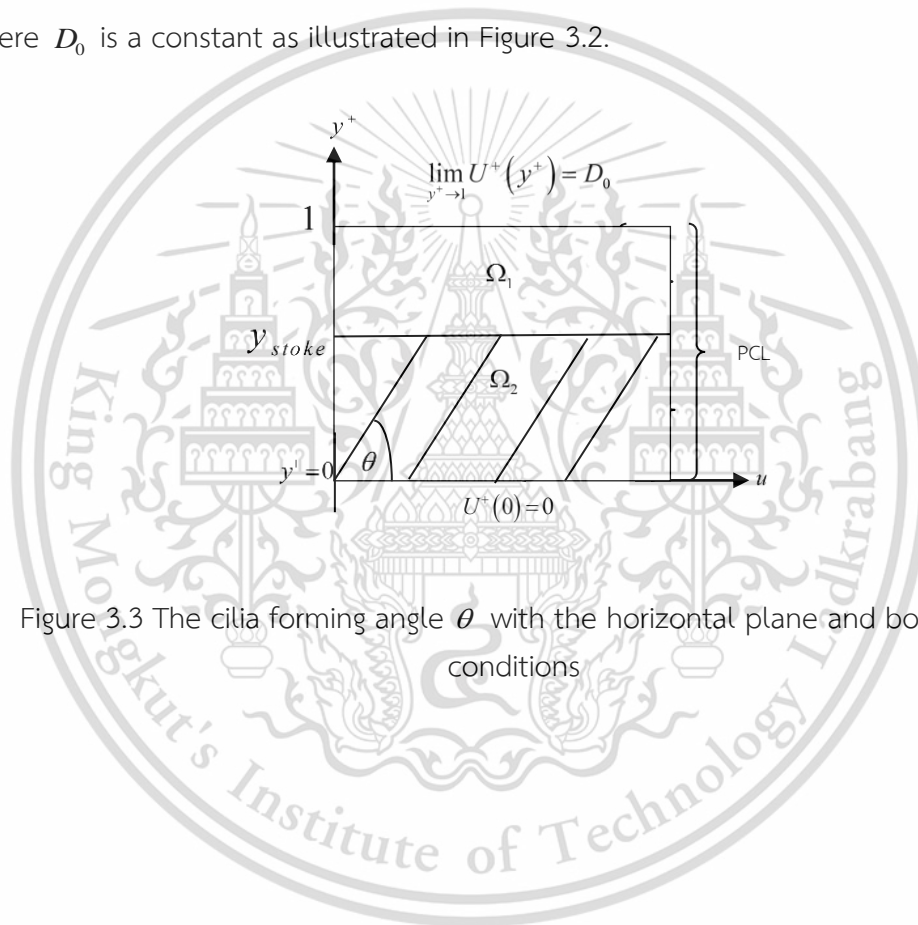 ere D₀ is a constant as illustrated in Figure 3.2.
y⁺
lim U⁺(y⁺) = D₀
y⁺→1
1
Ω₁
y stoke
PCL
Ω₂
y⁺ = 0
θ
u
U⁺(0) = 0
Figure 3.3 The cilia forming angle θ with the horizontal plane and bo
conditions
King Mongkut's Institute of Technology Ladkrabang